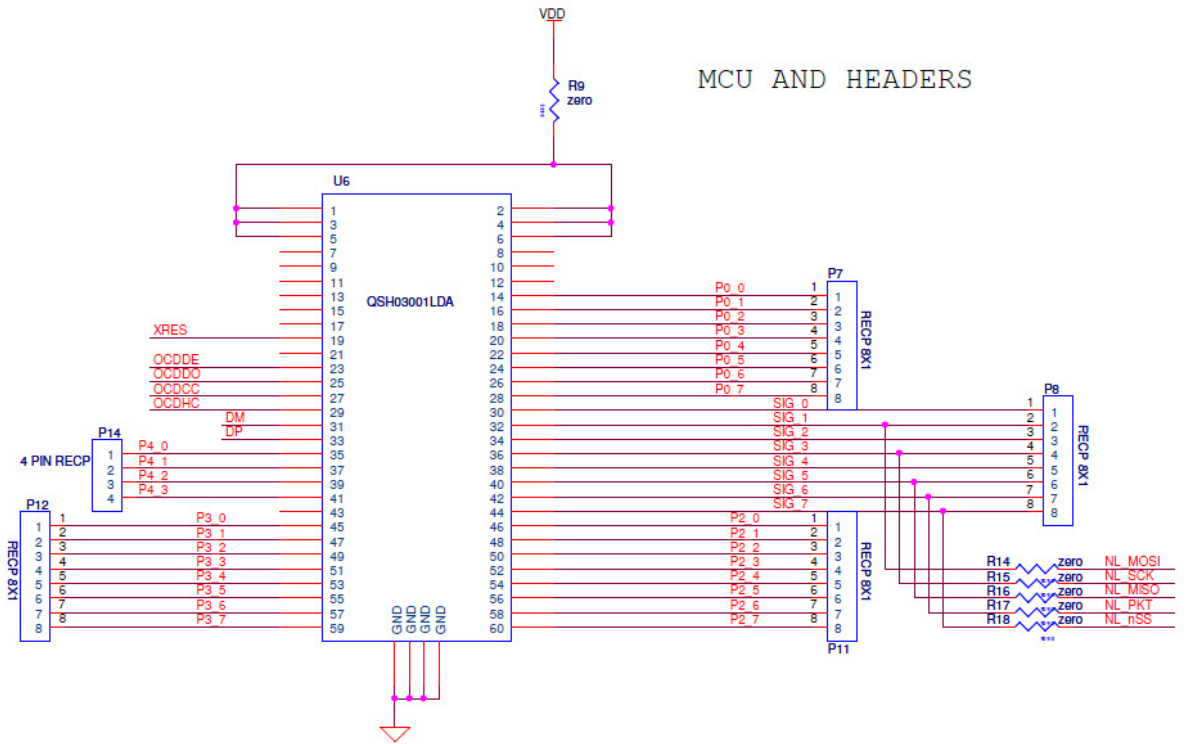 VDD
MCU AND HEADERS
R9
zero
U6
QSH03001LDA
1 2
3 4
5 6
7 8
9 10
11 12
13 14
15 16
17 18
19 20
21 22
23 24
25 26
27 28
29 30
31 32
33 34
35 36
37 38
39 40
41 42
43 44
45 46
47 48
49 50
51 52
53 54
55 56
57 58
59 60
GND GND GND GND
XRES
OCDDE
OCDDO
OCDCC
OCDHC
DM
DP
P14
4 PIN RECP
1 P4_0
2 P4_1
3 P4_2
4 P4_3
P12
RECP 8X1
1 1 P3_0
2 2 P3_1
3 3 P3_2
4 4 P3_3
5 5 P3_4
6 6 P3_5
7 7 P3_6
8 8 P3_7
P7
P0_0 1 1
P0_1 2 2
P0_2 3 3
P0_3 4 4
P0_4 5 5
P0_5 6 6
P0_6 7 7
P0_7 8 8
RECP 8X1
P8
SIG_0 1 1
SIG_1 2 2
SIG_2 3 3
SIG_3 4 4
SIG_4 5 5
SIG_5 6 6
SIG_6 7 7
SIG_7 8 8
RECP 8X1
P2_0 1 1
P2_1 2 2
P2_2 3 3
P2_3 4 4
P2_4 5 5
P2_5 6 6
P2_6 7 7
P2_7 8 8
RECP 8X1
P11
R14 zero NL_MOSI
R15 zero NL_SCK
R16 zero NL_MISO
R17 zero NL_PKT
R18 zero NL_nSS